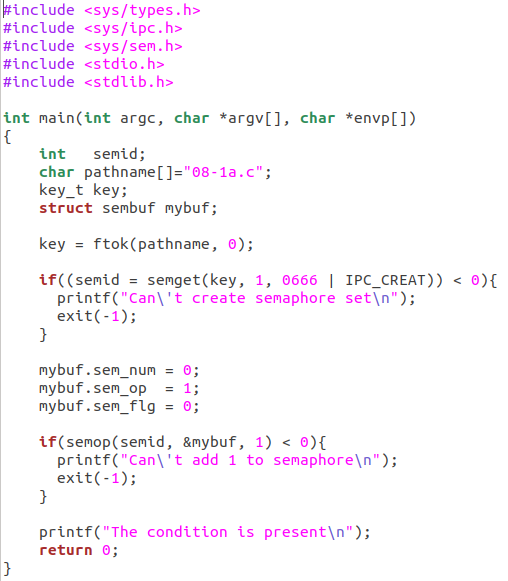 #include <sys/types.h>
#include <sys/ipc.h>
#include <sys/sem.h>
#include <stdio.h>
#include <stdlib.h>

int main(int argc, char *argv[], char *envp[])
{
    int   semid;
    char pathname[]="08-1a.c";
    key_t key;
    struct sembuf mybuf;

    key = ftok(pathname, 0);

    if((semid = semget(key, 1, 0666 | IPC_CREAT)) < 0){
      printf("Can\'t create semaphore set\n");
      exit(-1);
    }

    mybuf.sem_num = 0;
    mybuf.sem_op  = 1;
    mybuf.sem_flg = 0;

    if(semop(semid, &mybuf, 1) < 0){
      printf("Can\'t add 1 to semaphore\n");
      exit(-1);
    }

    printf("The condition is present\n");
    return 0;
}